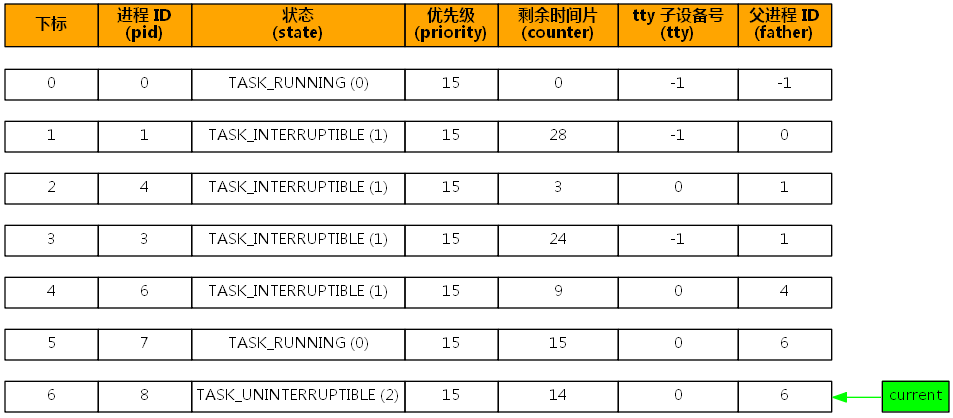 下标 进程 ID (pid) 状态 (state) 优先级 (priority) 剩余时间片 (counter) tty 子设备号 (tty) 父进程 ID (father)
0 0 TASK_RUNNING (0) 15 0 -1 -1
1 1 TASK_INTERRUPTIBLE (1) 15 28 -1 0
2 4 TASK_INTERRUPTIBLE (1) 15 3 0 1
3 3 TASK_INTERRUPTIBLE (1) 15 24 -1 1
4 6 TASK_INTERRUPTIBLE (1) 15 9 0 4
5 7 TASK_RUNNING (0) 15 15 0 6
6 8 TASK_UNINTERRUPTIBLE (2) 15 14 0 6 current